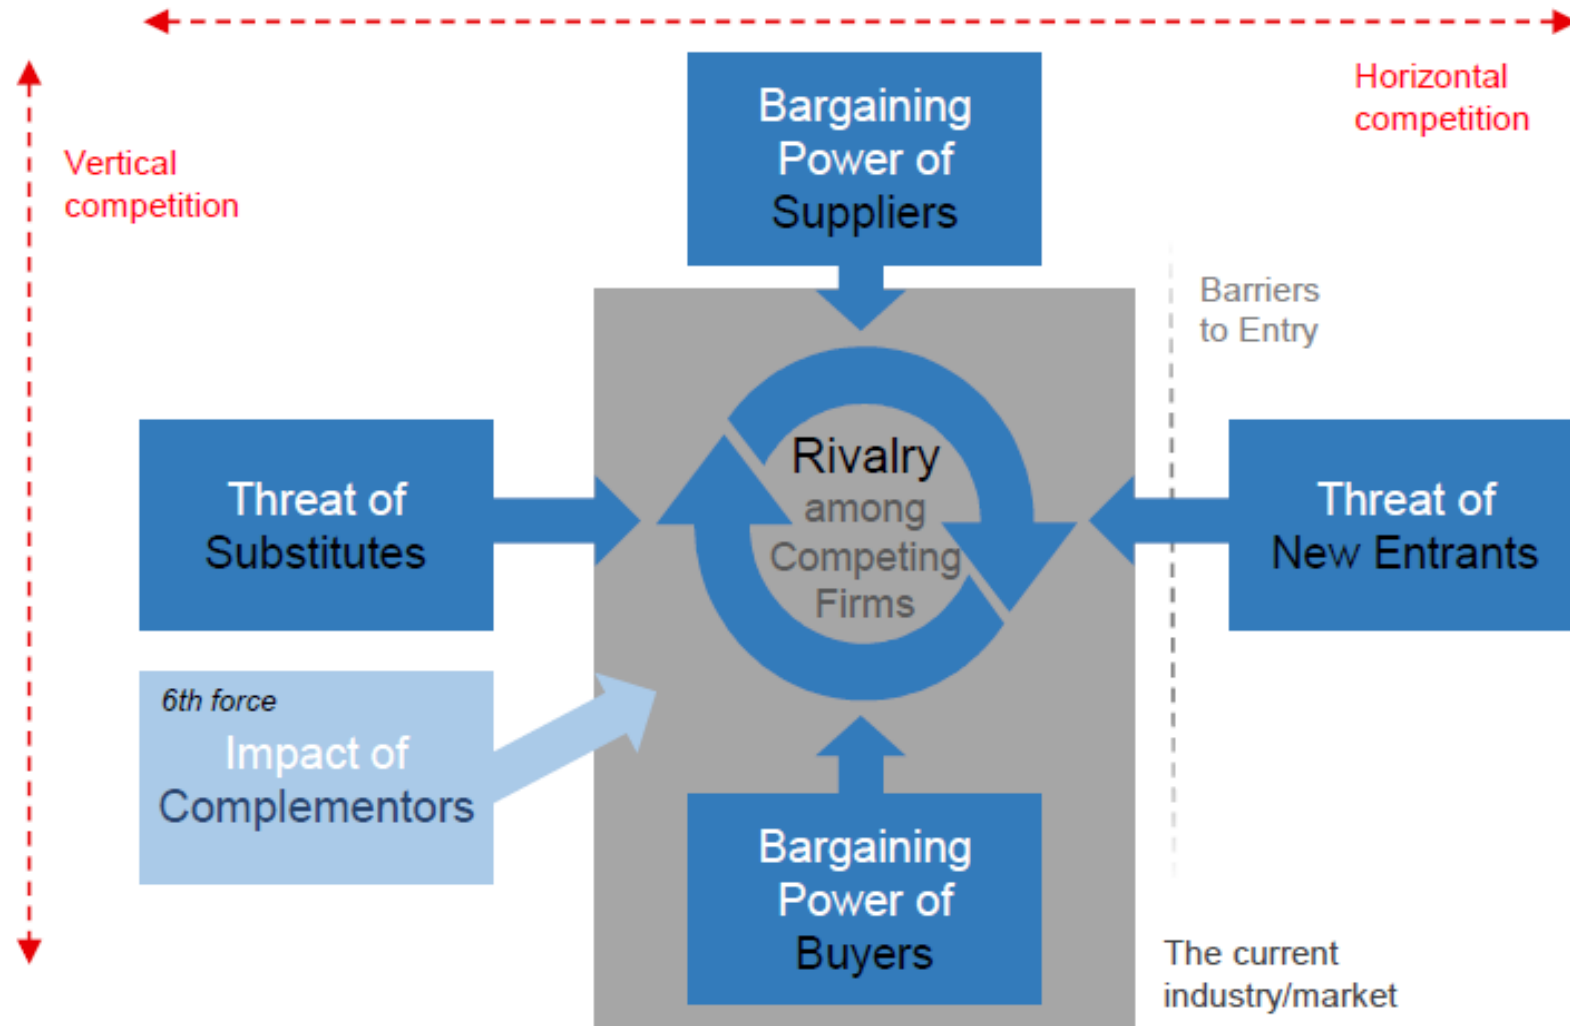 Horizontal
competition
Vertical
competition
Bargaining
Power of
Suppliers
Barriers
to Entry
Threat of
Substitutes
Rivalry
among
Competing
Firms
Threat of
New Entrants
6th force
Impact of
Complementors
Bargaining
Power of
Buyers
The current
industry/market